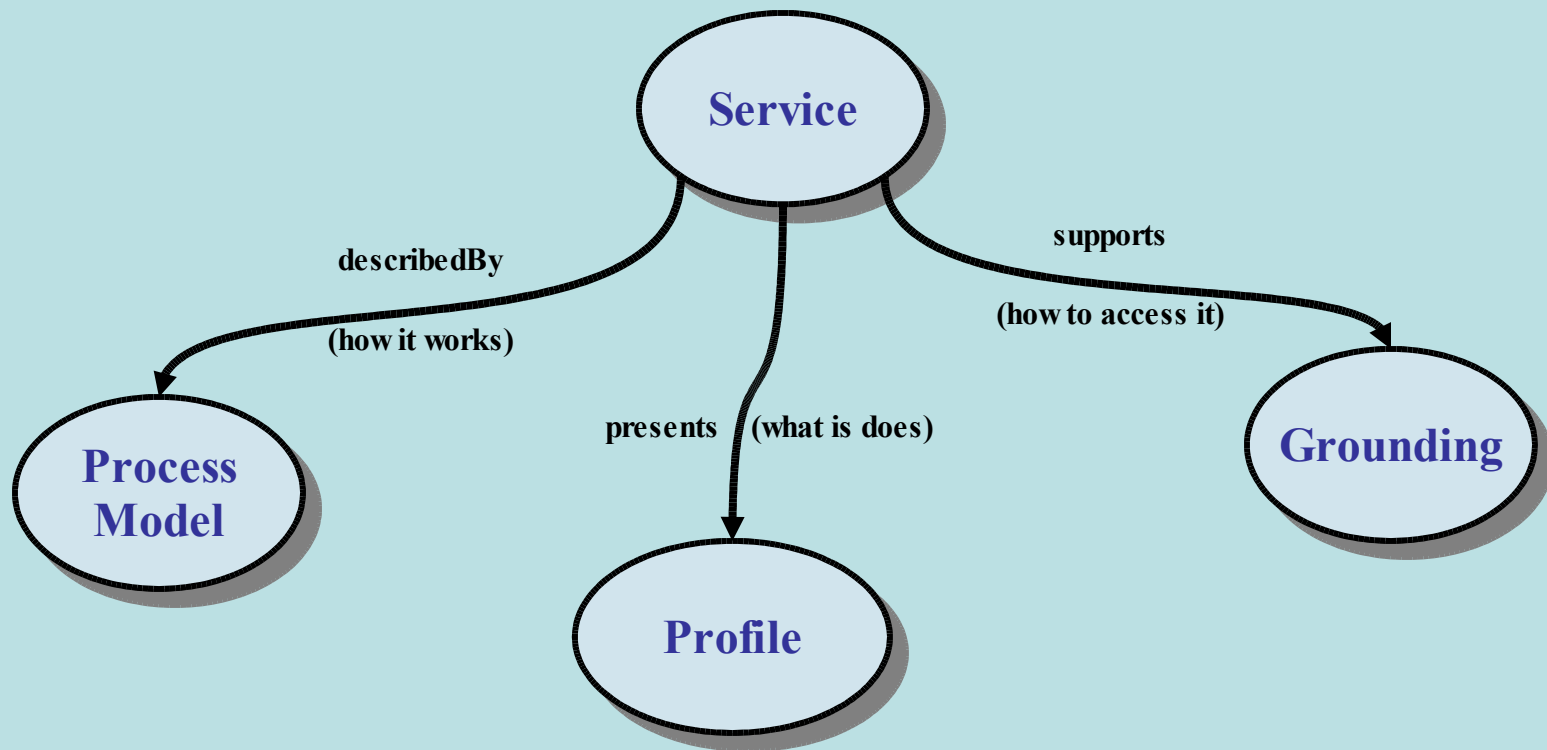 Service
supports
describedBy
(how to access it)
(how it works)
presents (what is does)
Grounding
Process
Model
Profile